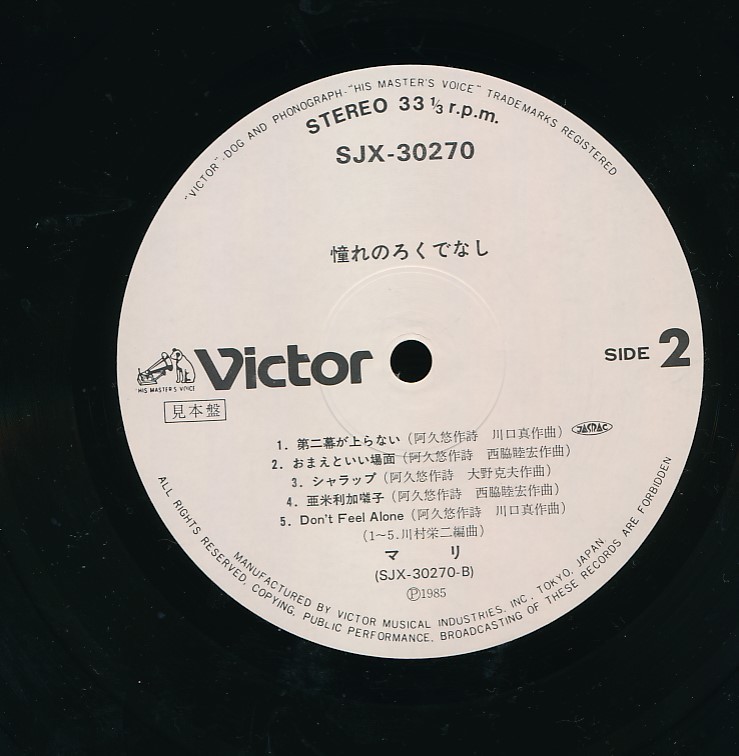 "VICTOR"-DOG AND PHONOGRAPH-"HIS MASTER'S VOICE" TRADEMARKS REGISTERED
STEREO 33 1/3 r.p.m.
SJX-30270
憧れのろくでなし
"HIS MASTER'S VOICE"
Victor
SIDE 2
見本盤
1. 第二幕が上らない（阿久悠作詩 川口真作曲） JASRAC
2. おまえといい場面（阿久悠作詩 西脇睦宏作曲）
3. シャラップ（阿久悠作詩 大野克夫作曲）
4. 亜米利加囃子（阿久悠作詩 西脇睦宏作曲）
5. Don't Feel Alone（阿久悠作詩 川口真作曲）
（1〜5.川村栄二編曲）
マ リ
(SJX-30270-B)
Ⓟ1985
MANUFACTURED BY VICTOR MUSICAL INDUSTRIES, INC. TOKYO, JAPAN.
ALL RIGHTS RESERVED, COPYING, PUBLIC PERFORMANCE, BROADCASTING OF THESE RECORDS ARE FORBIDDEN